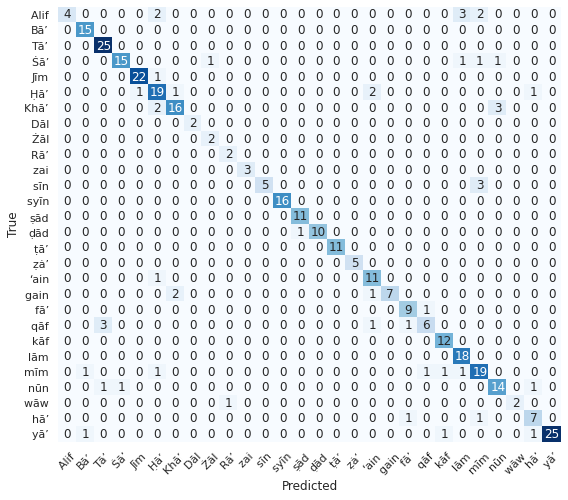 Alif 4 0 0 0 0 2 0 0 0 0 0 0 0 0 0 0 0 0 0 0 0 0 3 2 0 0 0 0
Bā’ 0 15 0 0 0 0 0 0 0 0 0 0 0 0 0 0 0 0 0 0 0 0 0 0 0 0 0 0
Tā’ 0 0 25 0 0 0 0 0 0 0 0 0 0 0 0 0 0 0 0 0 0 0 0 0 0 0 0 0
Ṡā’ 0 0 0 15 0 0 0 0 1 0 0 0 0 0 0 0 0 0 0 0 0 0 1 1 1 0 0 0
Jīm 0 0 0 0 22 1 0 0 0 0 0 0 0 0 0 0 0 0 0 0 0 0 0 0 0 0 0 0
Ḥā’ 0 0 0 0 1 19 1 0 0 0 0 0 0 0 0 0 0 2 0 0 0 0 0 0 0 0 1 0
Khā’ 0 0 0 0 0 2 16 0 0 0 0 0 0 0 0 0 0 0 0 0 0 0 0 0 3 0 0 0
Dāl 0 0 0 0 0 0 0 2 0 0 0 0 0 0 0 0 0 0 0 0 0 0 0 0 0 0 0 0
Żāl 0 0 0 0 0 0 0 0 2 0 0 0 0 0 0 0 0 0 0 0 0 0 0 0 0 0 0 0
Rā’ 0 0 0 0 0 0 0 0 0 2 0 0 0 0 0 0 0 0 0 0 0 0 0 0 0 0 0 0
zai 0 0 0 0 0 0 0 0 0 0 3 0 0 0 0 0 0 0 0 0 0 0 0 0 0 0 0 0
sīn 0 0 0 0 0 0 0 0 0 0 0 5 0 0 0 0 0 0 0 0 0 0 0 3 0 0 0 0
syīn 0 0 0 0 0 0 0 0 0 0 0 0 16 0 0 0 0 0 0 0 0 0 0 0 0 0 0 0
ṣād 0 0 0 0 0 0 0 0 0 0 0 0 0 11 0 0 0 0 0 0 0 0 0 0 0 0 0 0
ḍād 0 0 0 0 0 0 0 0 0 0 0 0 0 1 10 0 0 0 0 0 0 0 0 0 0 0 0 0
ṭā’ 0 0 0 0 0 0 0 0 0 0 0 0 0 0 0 11 0 0 0 0 0 0 0 0 0 0 0 0
ẓā’ 0 0 0 0 0 0 0 0 0 0 0 0 0 0 0 0 5 0 0 0 0 0 0 0 0 0 0 0
‘ain 0 0 0 0 0 1 0 0 0 0 0 0 0 0 0 0 0 11 0 0 0 0 0 0 0 0 0 0
gain 0 0 0 0 0 0 2 0 0 0 0 0 0 0 0 0 0 1 7 0 0 0 0 0 0 0 0 0
fā’ 0 0 0 0 0 0 0 0 0 0 0 0 0 0 0 0 0 0 0 9 1 0 0 0 0 0 0 0
qāf 0 0 3 0 0 0 0 0 0 0 0 0 0 0 0 0 0 1 0 1 6 0 0 0 0 0 0 0
kāf 0 0 0 0 0 0 0 0 0 0 0 0 0 0 0 0 0 0 0 0 0 12 0 0 0 0 0 0
lām 0 0 0 0 0 0 0 0 0 0 0 0 0 0 0 0 0 0 0 0 0 0 18 0 0 0 0 0
mīm 0 1 0 0 0 1 0 0 0 0 0 0 0 0 0 0 0 0 0 0 1 1 1 19 0 0 0 0
nūn 0 0 1 1 0 0 0 0 0 0 0 0 0 0 0 0 0 0 0 0 0 0 0 0 14 0 1 0
wāw 0 0 0 0 0 0 0 0 0 1 0 0 0 0 0 0 0 0 0 0 0 0 0 0 0 2 0 0
hā’ 0 0 0 0 0 0 0 0 0 0 0 0 0 0 0 0 0 0 0 1 0 0 0 1 0 0 7 0
yā’ 0 1 0 0 0 0 0 0 0 0 0 0 0 0 0 0 0 0 0 0 0 1 0 0 0 0 1 25
True
Alif Bā’ Tā’ Ṡā’ Jīm Ḥā’ Khā’ Dāl Żāl Rā’ zai sīn syīn ṣād ḍād ṭā’ ẓā’ ‘ain gain fā’ qāf kāf lām mīm nūn wāw hā’ yā’
Predicted